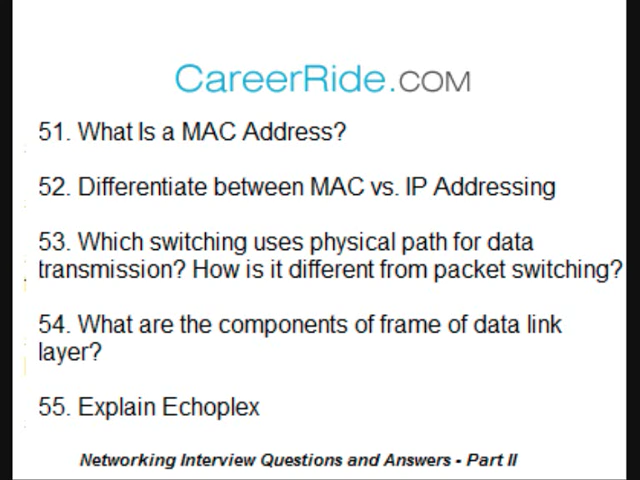 CareerRide.COM
51. What Is a MAC Address?
52. Differentiate between MAC vs. IP Addressing
53. Which switching uses physical path for data
transmission? How is it different from packet switching?
54. What are the components of frame of data link
layer?
55. Explain Echoplex
Networking Interview Questions and Answers - Part II